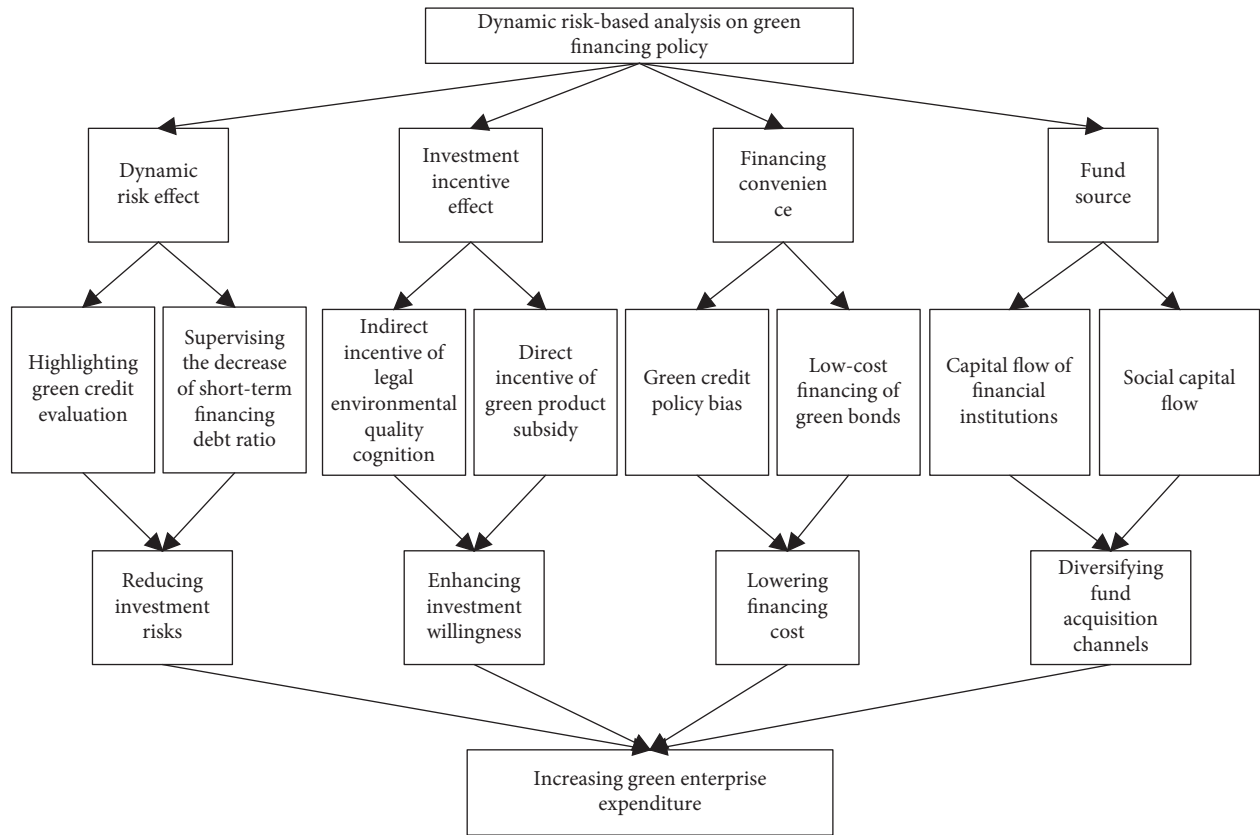 Dynamic risk-based analysis on green
financing policy
Dynamic
risk effect
Investment
incentive
effect
Financing
convenien
ce
Fund
source
Highlighting
green credit
evaluation
Supervising
the decrease
of short-term
financing
debt ratio
Indirect
incentive of
legal
environmental
quality
cognition
Direct
incentive of
green product
subsidy
Green credit
policy bias
Low-cost
financing of
green bonds
Capital flow of
financial
institutions
Social capital
flow
Reducing
investment
risks
Enhancing
investment
willingness
Lowering
financing
cost
Diversifying
fund
acquisition
channels
Increasing green enterprise
expenditure